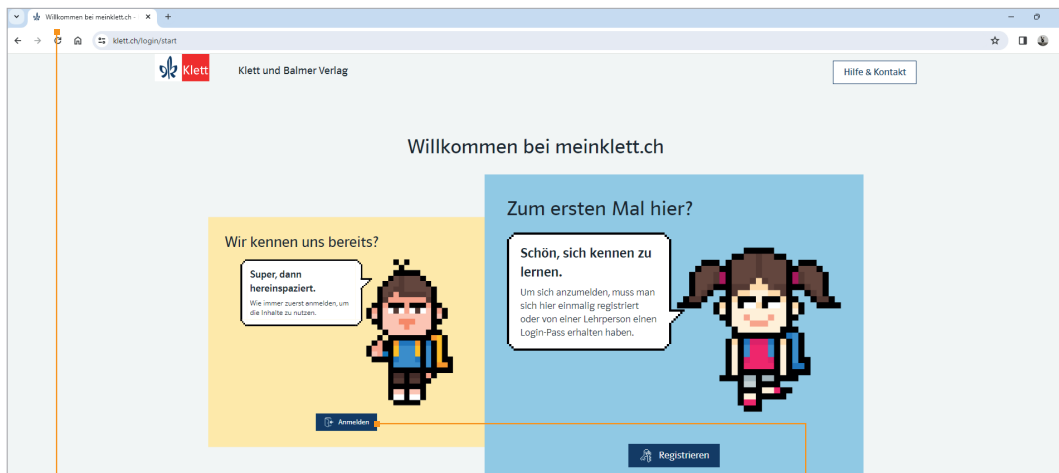 Willkommen bei meinklett.ch -
klett.ch/login/start
Klett
Klett und Balmer Verlag
Hilfe & Kontakt
Willkommen bei meinklett.ch
Wir kennen uns bereits?
Super, dann
hereinspaziert.
Wie immer zuerst anmelden, um
die Inhalte zu nutzen.
Anmelden
Zum ersten Mal hier?
Schön, sich kennen zu
lernen.
Um sich anzumelden, muss man
sich hier einmalig registriert
oder von einer Lehrperson einen
Login-Pass erhalten haben.
Registrieren